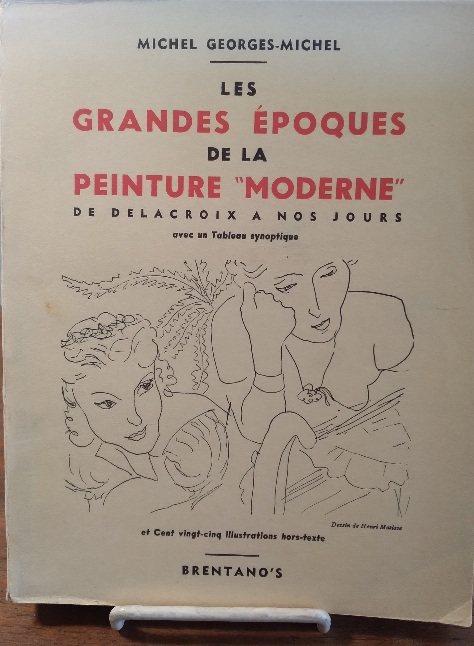 MICHEL GEORGES-MICHEL
LES
GRANDES ÉPOQUES
DE LA
PEINTURE "MODERNE"
DE DELACROIX A NOS JOURS
avec un Tableau synoptique
Dessin de Henri Matisse
et Cent vingt-cinq illustrations hors-texte
BRENTANO'S